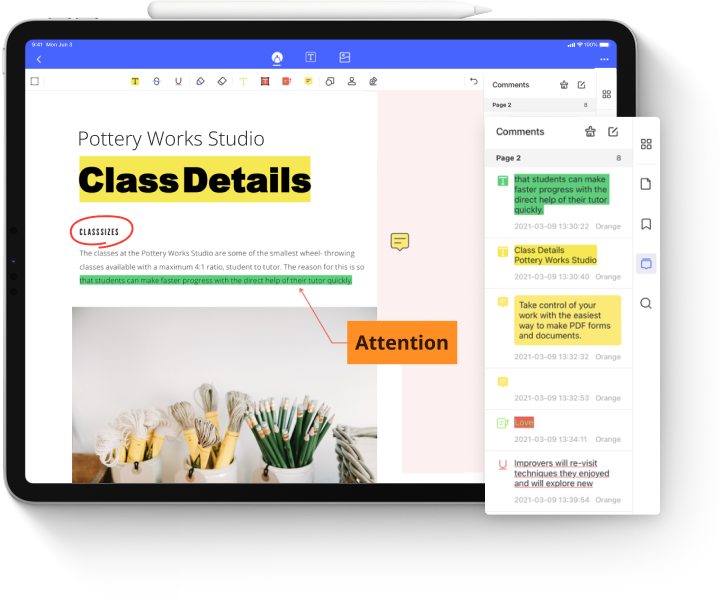 9:41 Mon Jun 3
100%
Comments
Page 2
8
Pottery Works Studio
Class Details
CLASSSIZES
The classes at the Pottery Works Studio are some of the smallest wheel- throwing
classes available with a maximum 4:1 ratio, student to tutor. The reason for this is so
that students can make faster progress with the direct help of their tutor quickly.
Attention
Comments
Page 2
8
that students can make
faster progress with the
direct help of their tutor
quickly.
2021-03-09 13:30:22 Orange
Class Details
Pottery Works Studio
2021-03-09 13:30:40 Orange
Take control of your
work with the easiest
way to make PDF forms
and documents.
2021-03-09 13:32:32 Orange
2021-03-09 13:32:53 Orange
Love
2021-03-09 13:34:11 Orange
Improvers will re-visit
techniques they enjoyed
and will explore new
2021-03-09 13:39:54 Orange